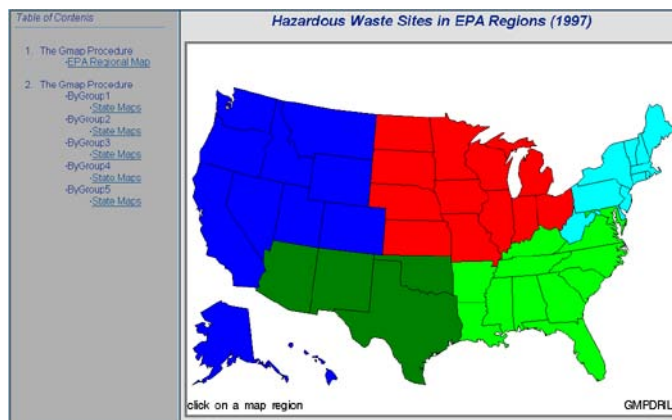 Table of Contents
1. The Gmap Procedure
·EPA Regional Map
2. The Gmap Procedure
·ByGroup1
·State Maps
·ByGroup2
·State Maps
·ByGroup3
·State Maps
·ByGroup4
·State Maps
·ByGroup5
·State Maps
Hazardous Waste Sites in EPA Regions (1997)
click on a map region
GMPDRIL